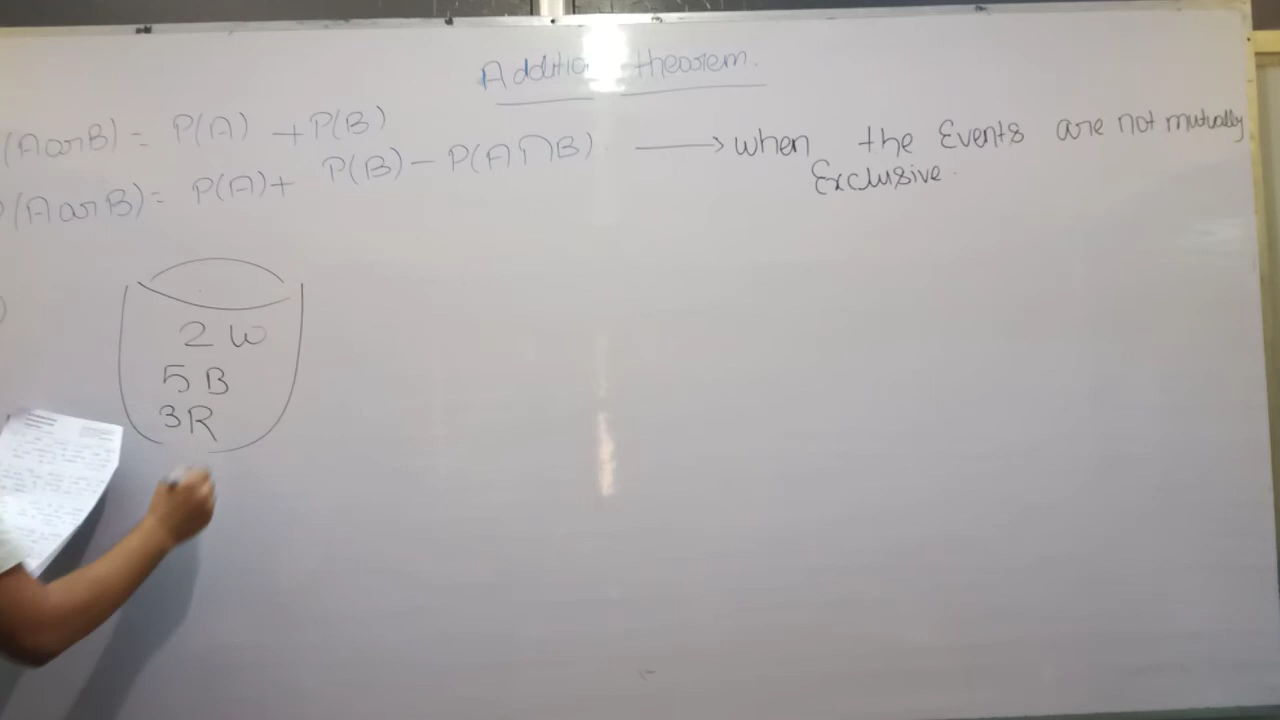 Addition theorem.
(A or B) = P(A) + P(B)
P(A or B) = P(A) + P(B) - P(A∩B) → when the Events are not mutually
Exclusive.
2 W
5 B
3 R